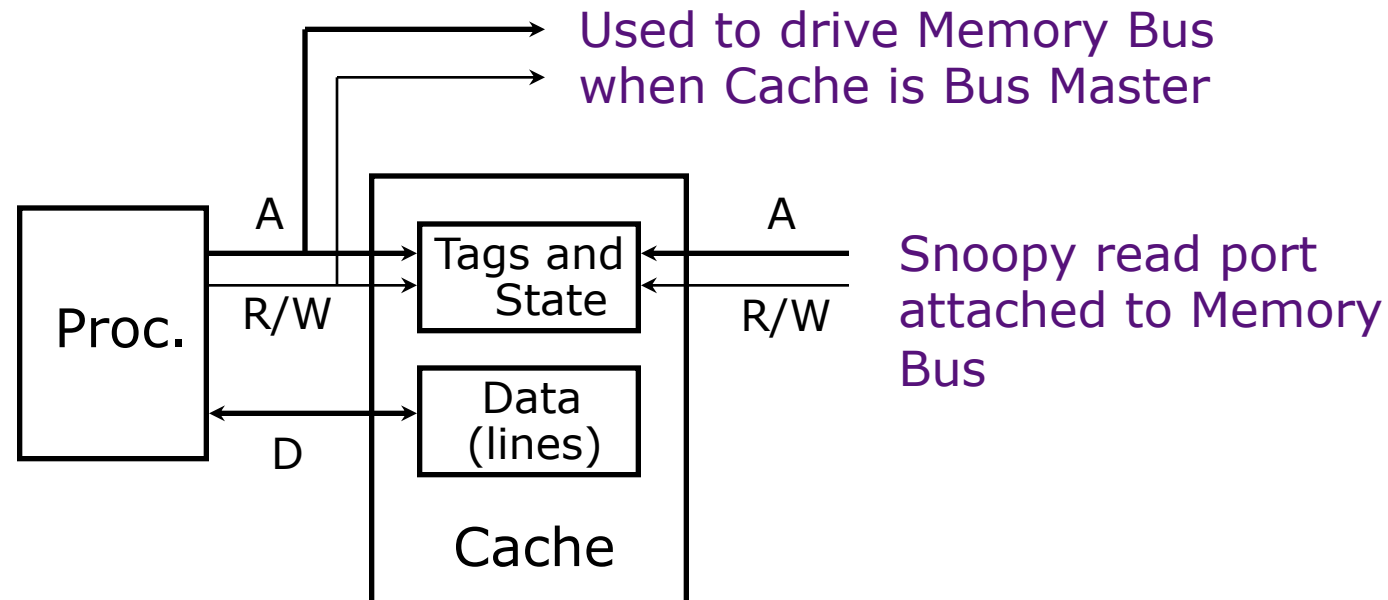 Used to drive Memory Bus
when Cache is Bus Master
A
A
Tags and
State
Snoopy read port
attached to Memory
Bus
R/W
R/W
Proc.
Data
(lines)
D
Cache